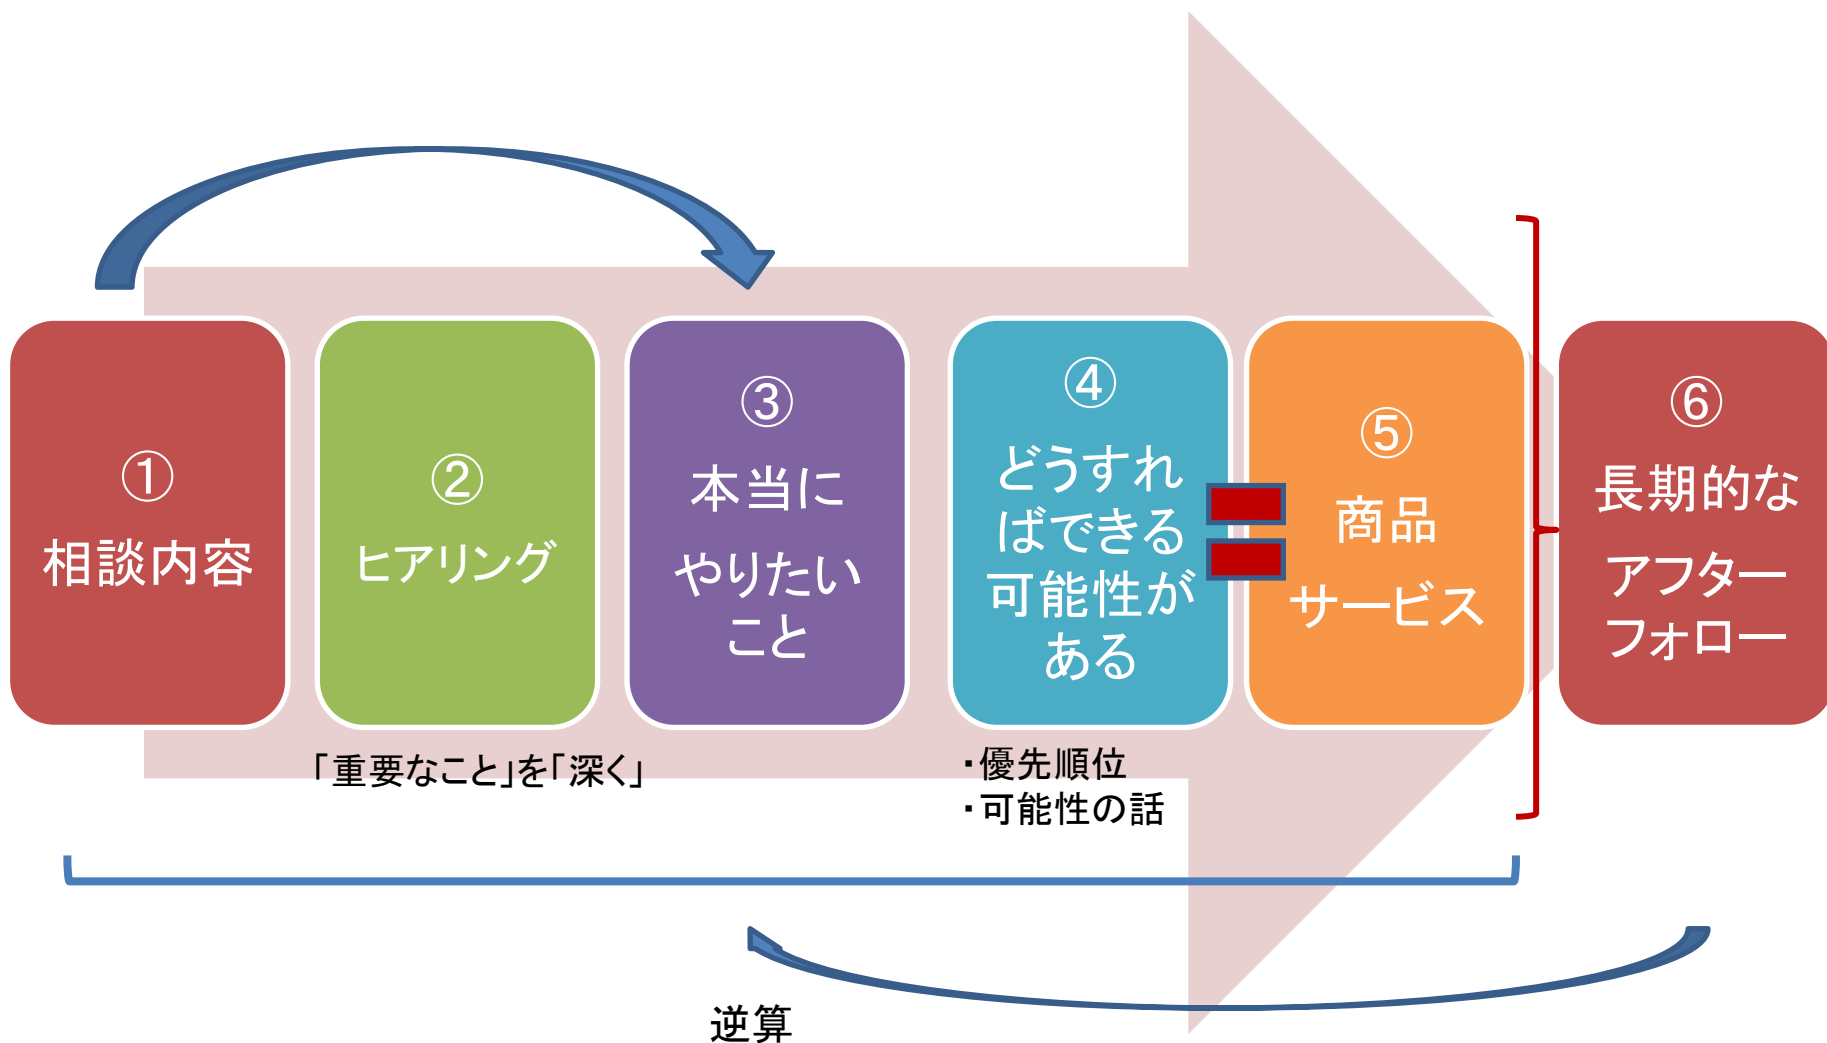 ①
相談内容
②
ヒアリング
③
本当に
やりたい
こと
④
どうすれ
ばできる
可能性が
ある
⑤
商品
サービス
⑥
長期的な
アフター
フォロー
「重要なこと」を「深く」
・優先順位
・可能性の話
逆算